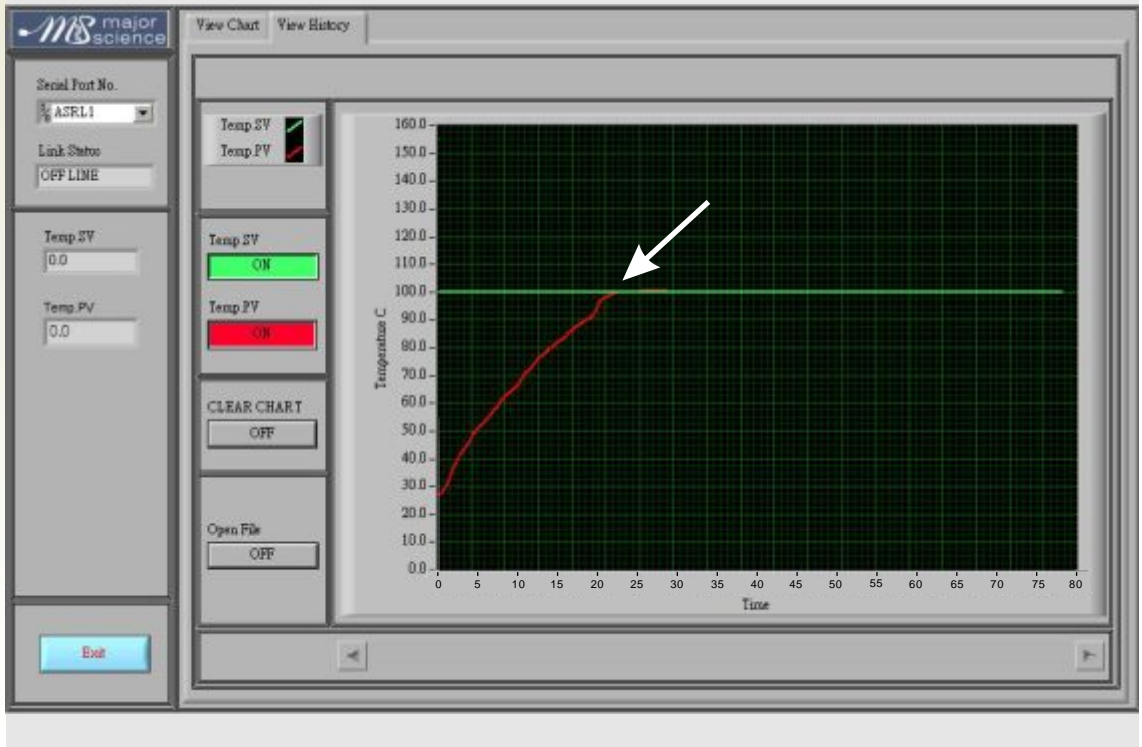 MS major science
View Chart
View History
Serial Port No.
ASRL1
Link Status
OFF LINE
Temp.SV
0.0
Temp.PV
0.0
Exit
Temp.SV
Temp.PV
Temp.SV
ON
Temp.PV
ON
CLEAR CHART
OFF
Open File
OFF
Temperature C
160.0
150.0
140.0
130.0
120.0
110.0
100.0
90.0
80.0
70.0
60.0
50.0
40.0
30.0
20.0
10.0
0.0
0 5 10 15 20 25 30 35 40 45 50 55 60 65 70 75 80
Time